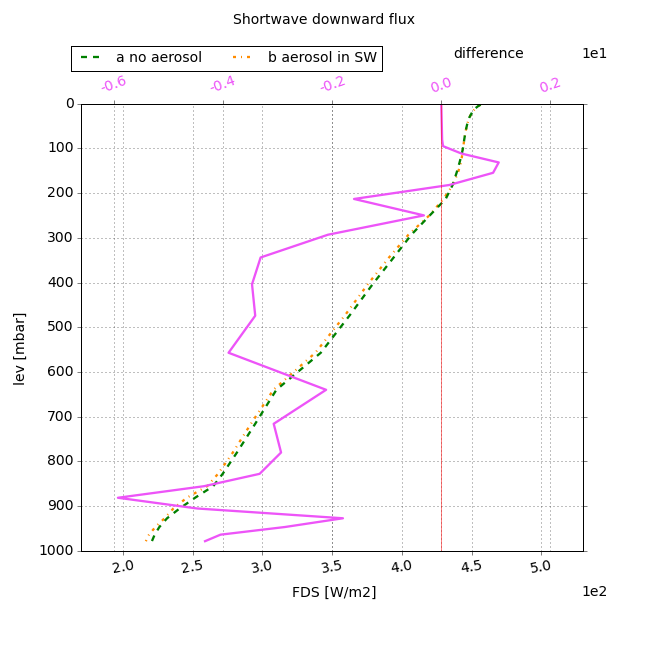 Shortwave downward flux
a no aerosol b aerosol in SW
difference 1e1
-0.6 -0.4 -0.2 0.0 0.2
0
100
200
300
400
500
600
700
800
900
1000
lev [mbar]
2.0 2.5 3.0 3.5 4.0 4.5 5.0
FDS [W/m2] 1e2